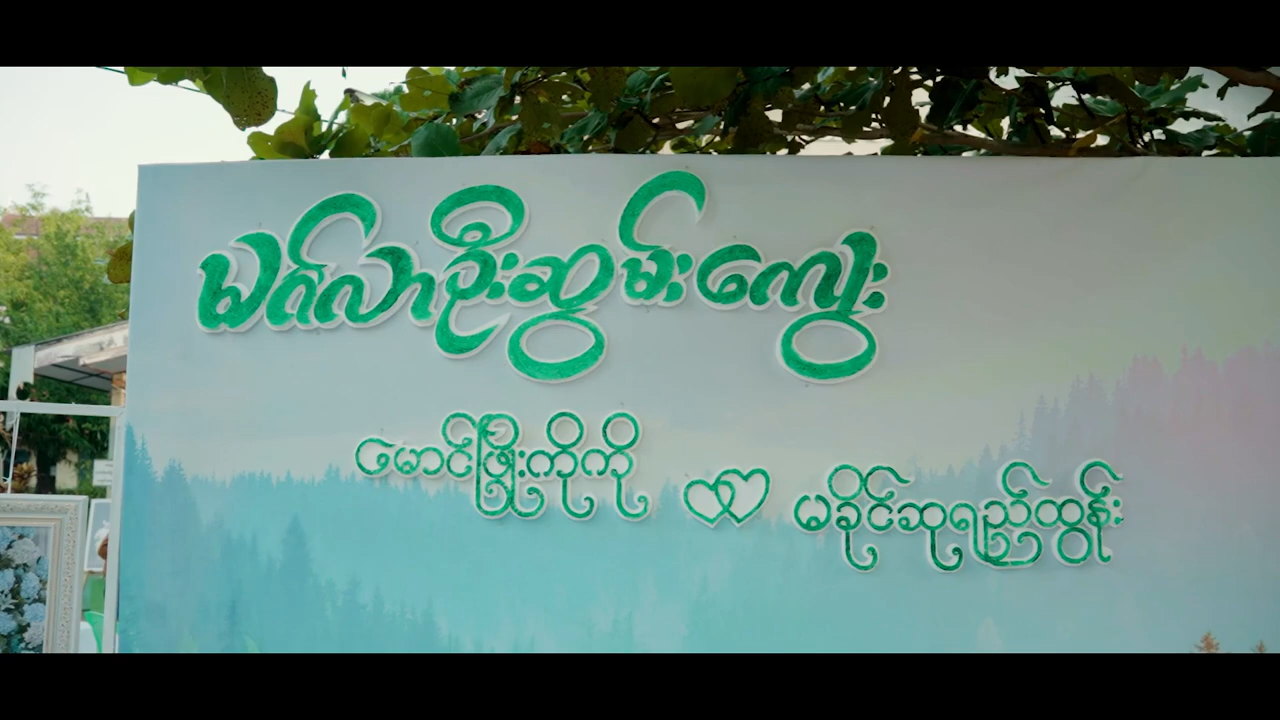 မင်္ဂလာဦးဆွမ်းကျွေး
မောင်ဖြိုးကိုကို
မခိုင်ဆုရည်ထွန်း